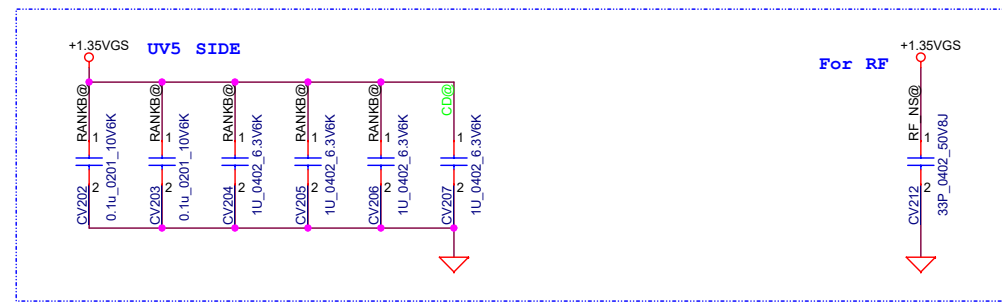 +1.35VGS
UV5 SIDE
+1.35VGS
For RF
RANKB@
1
2
CV202
0.1u_0201_10V6K
RANKB@
1
2
CV203
0.1u_0201_10V6K
RANKB@
1
2
CV204
1U_0402_6.3V6K
RANKB@
1
2
CV205
1U_0402_6.3V6K
RANKB@
1
2
CV206
1U_0402_6.3V6K
CD@
1
2
CV207
1U_0402_6.3V6K
RF_NS@
1
2
CV212
33P_0402_50V8J